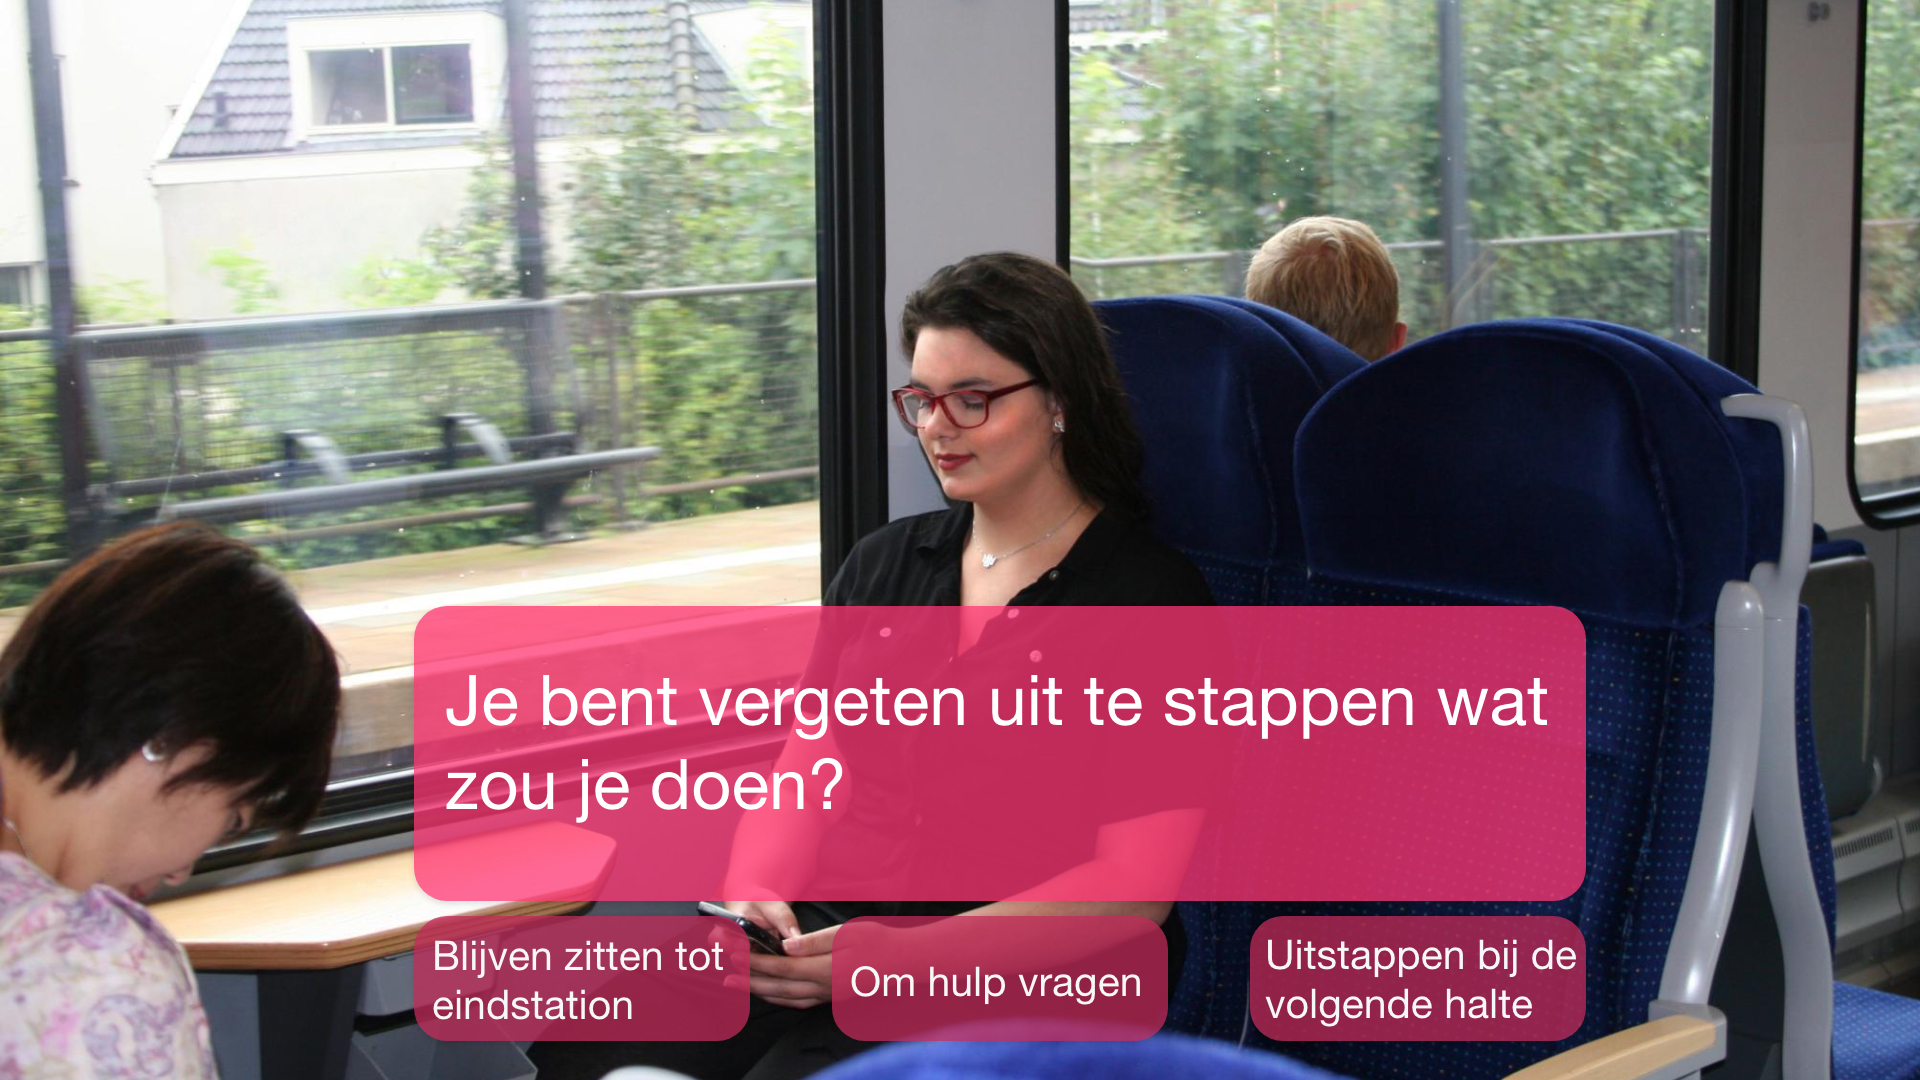 Je bent vergeten uit te stappen wat
zou je doen?
Blijven zitten tot
eindstation
Om hulp vragen
Uitstappen bij de
volgende halte